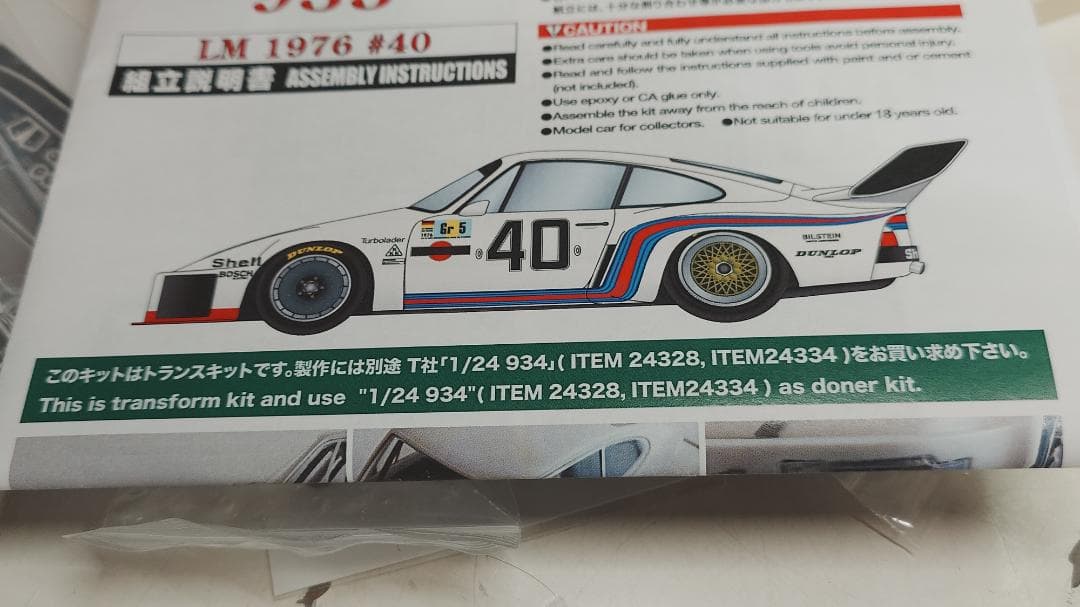 935
LM 1976 #40
組立説明書 ASSEMBLY INSTRUCTIONS
CAUTION
●Read carefully and fully understand all instructions before assembly.
●Extra care should be taken when using tools avoid personal injury.
●Read and follow the instructions supplied with paint and or cement
(not included).
●Use epoxy or CA glue only.
●Assemble the kit away from the reach of children.
●Model car for collectors. ●Not suitable for under 18 years old.
DUNLOP
Turbolader
Gr 5
40
BILSTEIN
DUNLOP
Shell
BOSCH
このキットはトランスキットです。製作には別途 T社「1/24 934」( ITEM 24328, ITEM24334 )をお買い求め下さい。
This is transform kit and use "1/24 934"( ITEM 24328, ITEM24334 ) as doner kit.